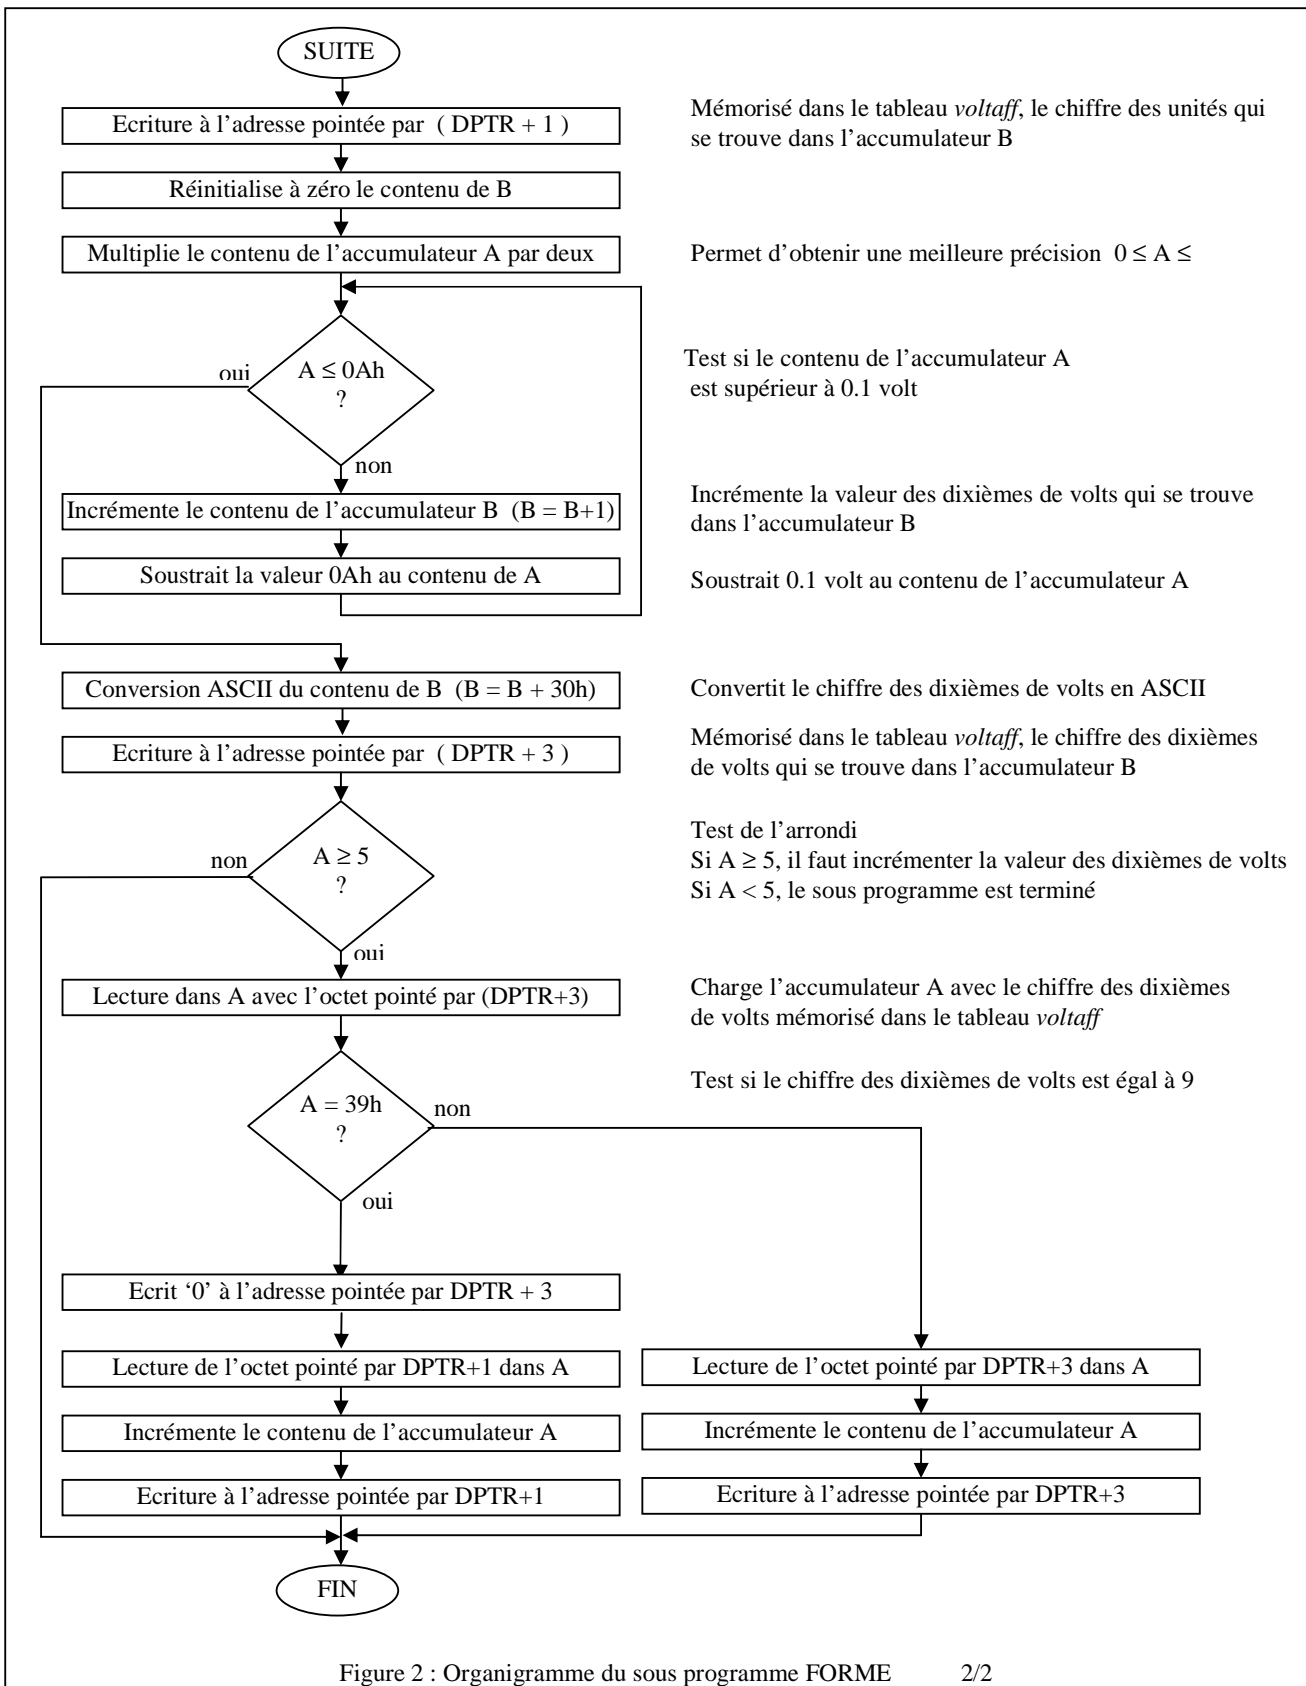 SUITE
Ecriture à l’adresse pointée par ( DPTR + 1 )
Mémorisé dans le tableau voltaff, le chiffre des unités qui
se trouve dans l’accumulateur B
Réinitialise à zéro le contenu de B
Multiplie le contenu de l’accumulateur A par deux
Permet d’obtenir une meilleure précision 0 ≤ A ≤
A ≤ 0Ah
?
oui
non
Test si le contenu de l’accumulateur A
est supérieur à 0.1 volt
Incrémente le contenu de l’accumulateur B (B = B+1)
Incrémente la valeur des dixièmes de volts qui se trouve
dans l’accumulateur B
Soustrait la valeur 0Ah au contenu de A
Soustrait 0.1 volt au contenu de l’accumulateur A
Conversion ASCII du contenu de B (B = B + 30h)
Convertit le chiffre des dixièmes de volts en ASCII
Ecriture à l’adresse pointée par ( DPTR + 3 )
Mémorisé dans le tableau voltaff, le chiffre des dixièmes
de volts qui se trouve dans l’accumulateur B
A ≥ 5
?
non
oui
Test de l’arrondi
Si A ≥ 5, il faut incrémenter la valeur des dixièmes de volts
Si A < 5, le sous programme est terminé
Lecture dans A avec l’octet pointé par (DPTR+3)
Charge l’accumulateur A avec le chiffre des dixièmes
de volts mémorisé dans le tableau voltaff
A = 39h
?
non
oui
Test si le chiffre des dixièmes de volts est égal à 9
Ecrit ‘0’ à l’adresse pointée par DPTR + 3
Lecture de l’octet pointé par DPTR+1 dans A
Lecture de l’octet pointé par DPTR+3 dans A
Incrémente le contenu de l’accumulateur A
Incrémente le contenu de l’accumulateur A
Ecriture à l’adresse pointée par DPTR+1
Ecriture à l’adresse pointée par DPTR+3
FIN
Figure 2 : Organigramme du sous programme FORME 2/2